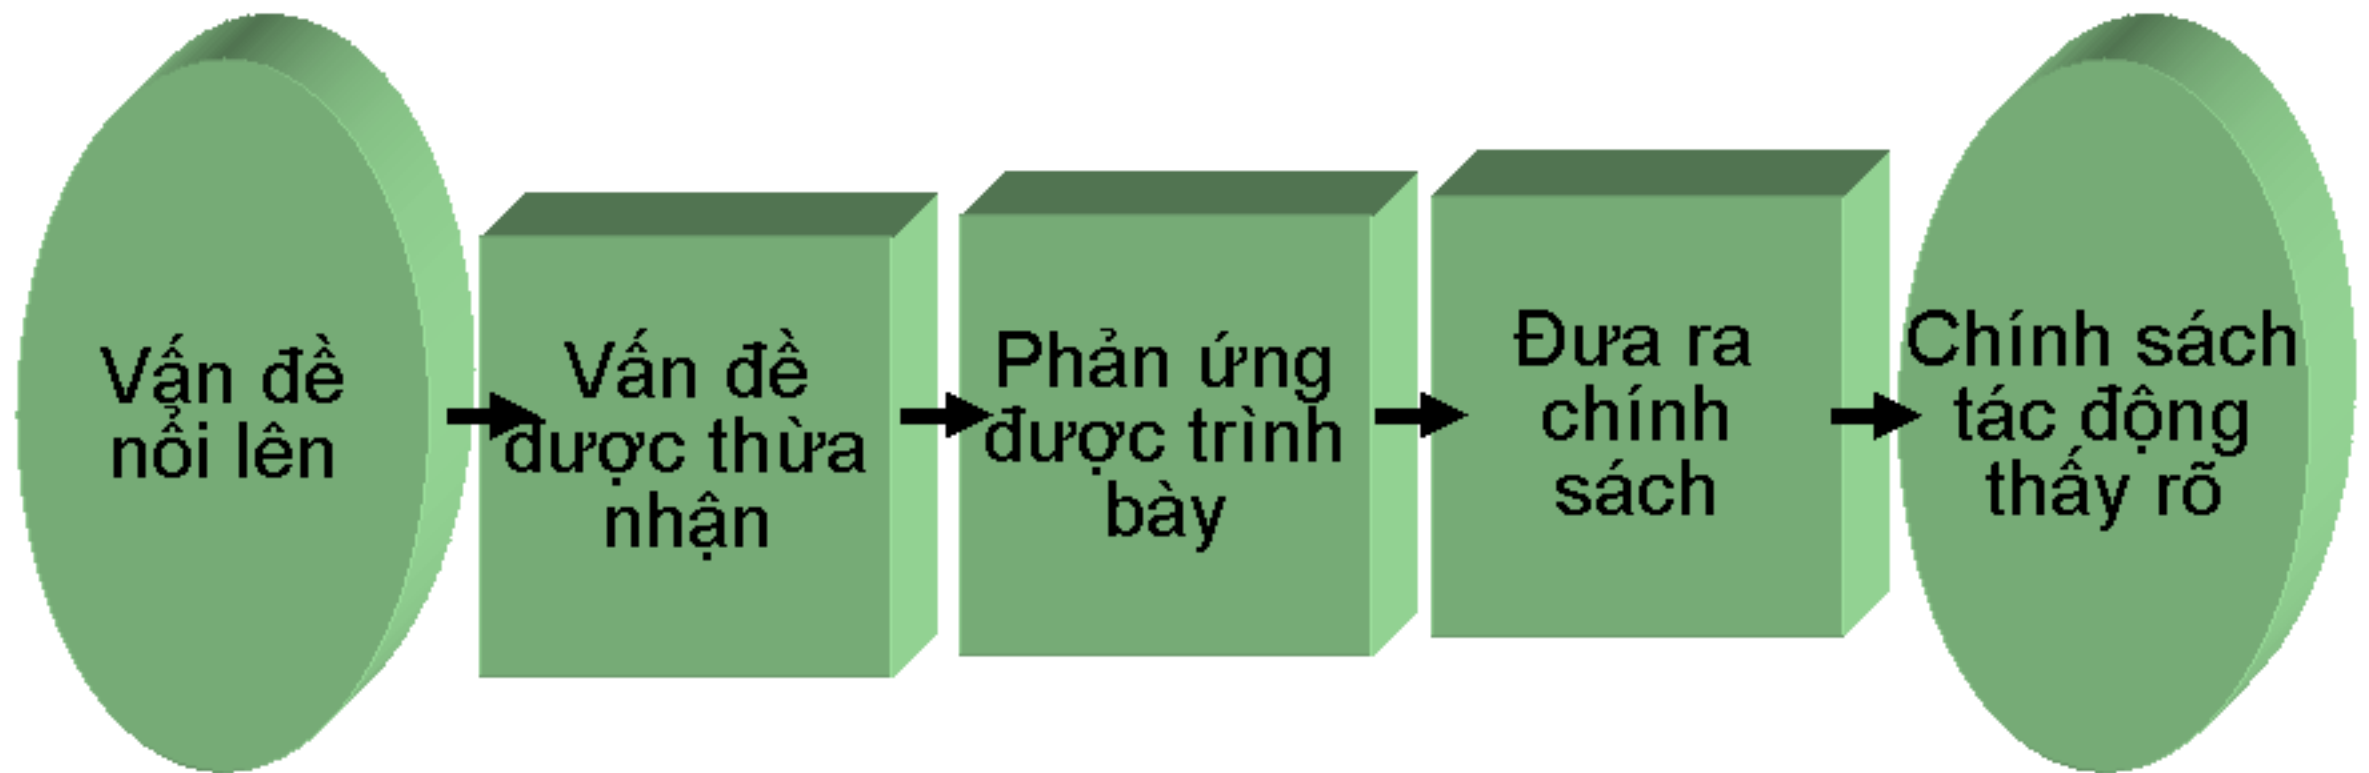 Vấn đề
nổi lên
Vấn đề
được thừa
nhận
Phản ứng
được trình
bày
Đưa ra
chính
sách
Chính sách
tác động
thấy rõ